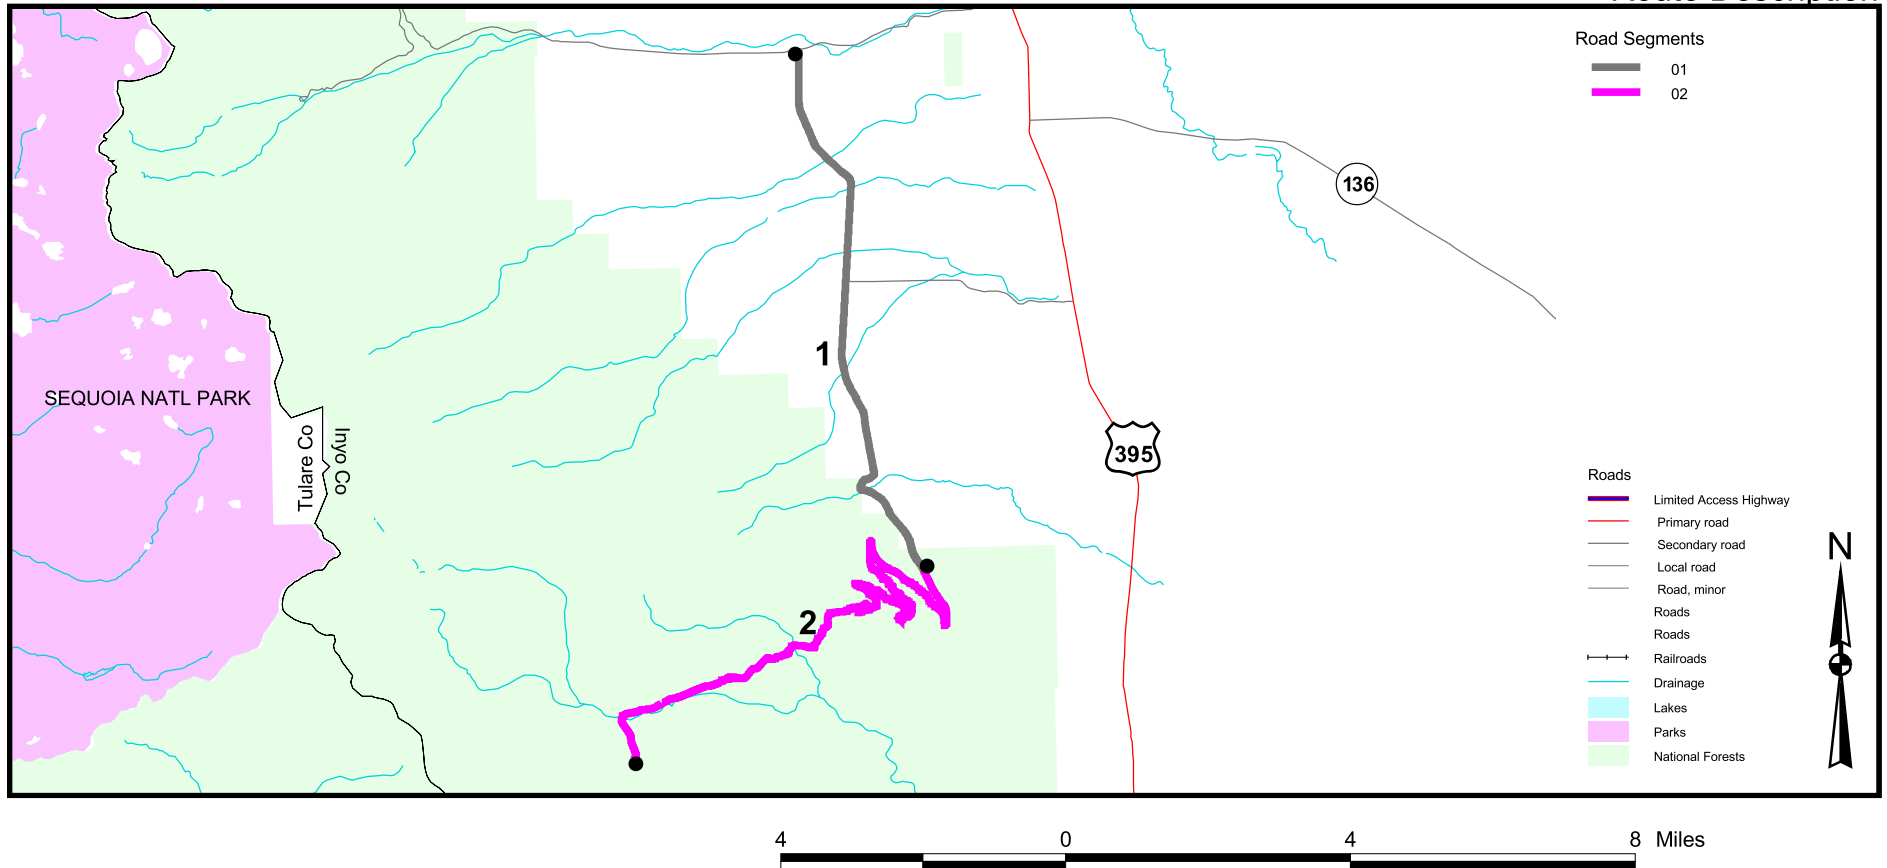 Route Description
Road Segments
01
02
136
1
SEQUOIA NATL PARK
395
Tulare Co
Inyo Co
Roads
Limited Access Highway
Primary road
Secondary road
Local road
Road, minor
Roads
Roads
Railroads
Drainage
Lakes
Parks
National Forests
N
2
4 0 4 8 Miles